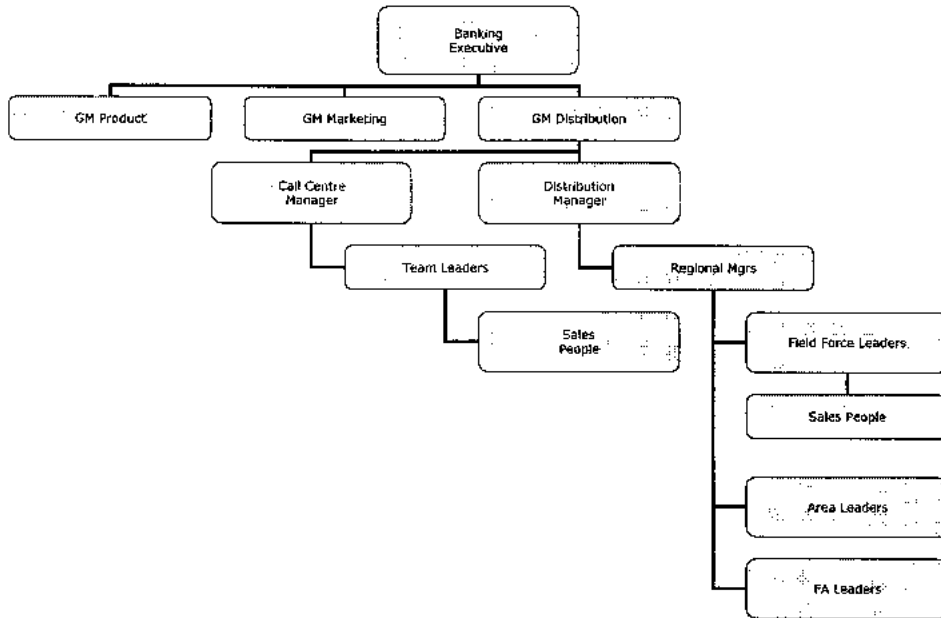 Banking
Executive
GM Product
GM Marketing
GM Distribution
Call Centre
Manager
Distribution
Manager
Team Leaders
Regional Mgrs
Sales
People
Field Force Leaders
Sales People
Area Leaders
FA Leaders